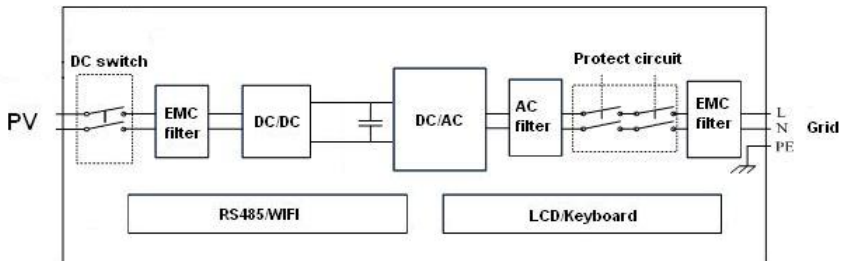 DC switch
Protect circuit
PV
EMC
filter
DC/DC
DC/AC
AC
filter
EMC
filter
L
N
PE
Grid
RS485/WIFI
LCD/Keyboard